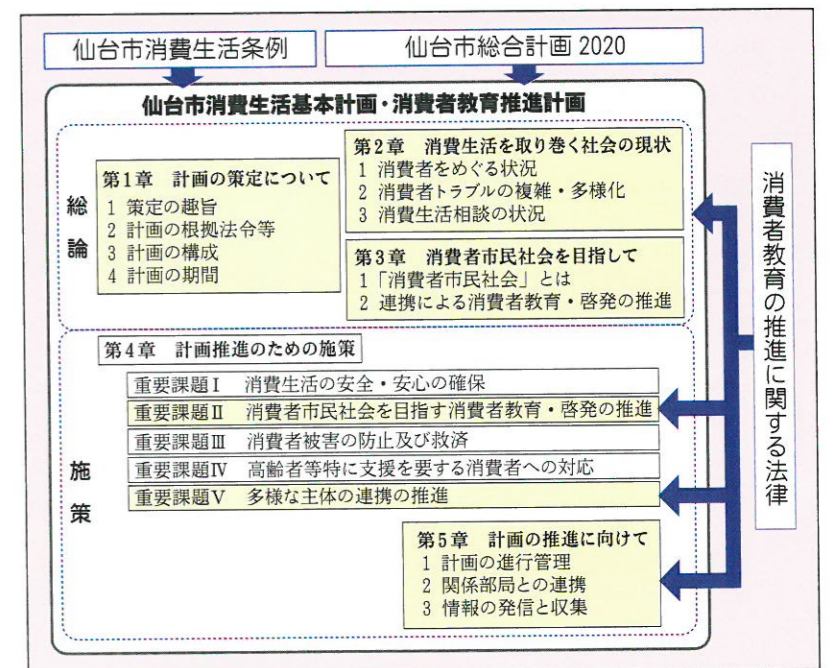 仙台市消費生活条例
仙台市総合計画 2020
仙台市消費生活基本計画・消費者教育推進計画
総論
第1章 計画の策定について
1 策定の趣旨
2 計画の根拠法令等
3 計画の構成
4 計画の期間
第2章 消費生活を取り巻く社会の現状
1 消費者をめぐる状況
2 消費者トラブルの複雑・多様化
3 消費生活相談の状況
第3章 消費者市民社会を目指して
1 「消費者市民社会」とは
2 連携による消費者教育・啓発の推進
施策
第4章 計画推進のための施策
重要課題Ⅰ 消費生活の安全・安心の確保
重要課題Ⅱ 消費者市民社会を目指す消費者教育・啓発の推進
重要課題Ⅲ 消費者被害の防止及び救済
重要課題Ⅳ 高齢者等特に支援を要する消費者への対応
重要課題Ⅴ 多様な主体の連携の推進
第5章 計画の推進に向けて
1 計画の進行管理
2 関係部局との連携
3 情報の発信と収集
消費者教育の推進に関する法律